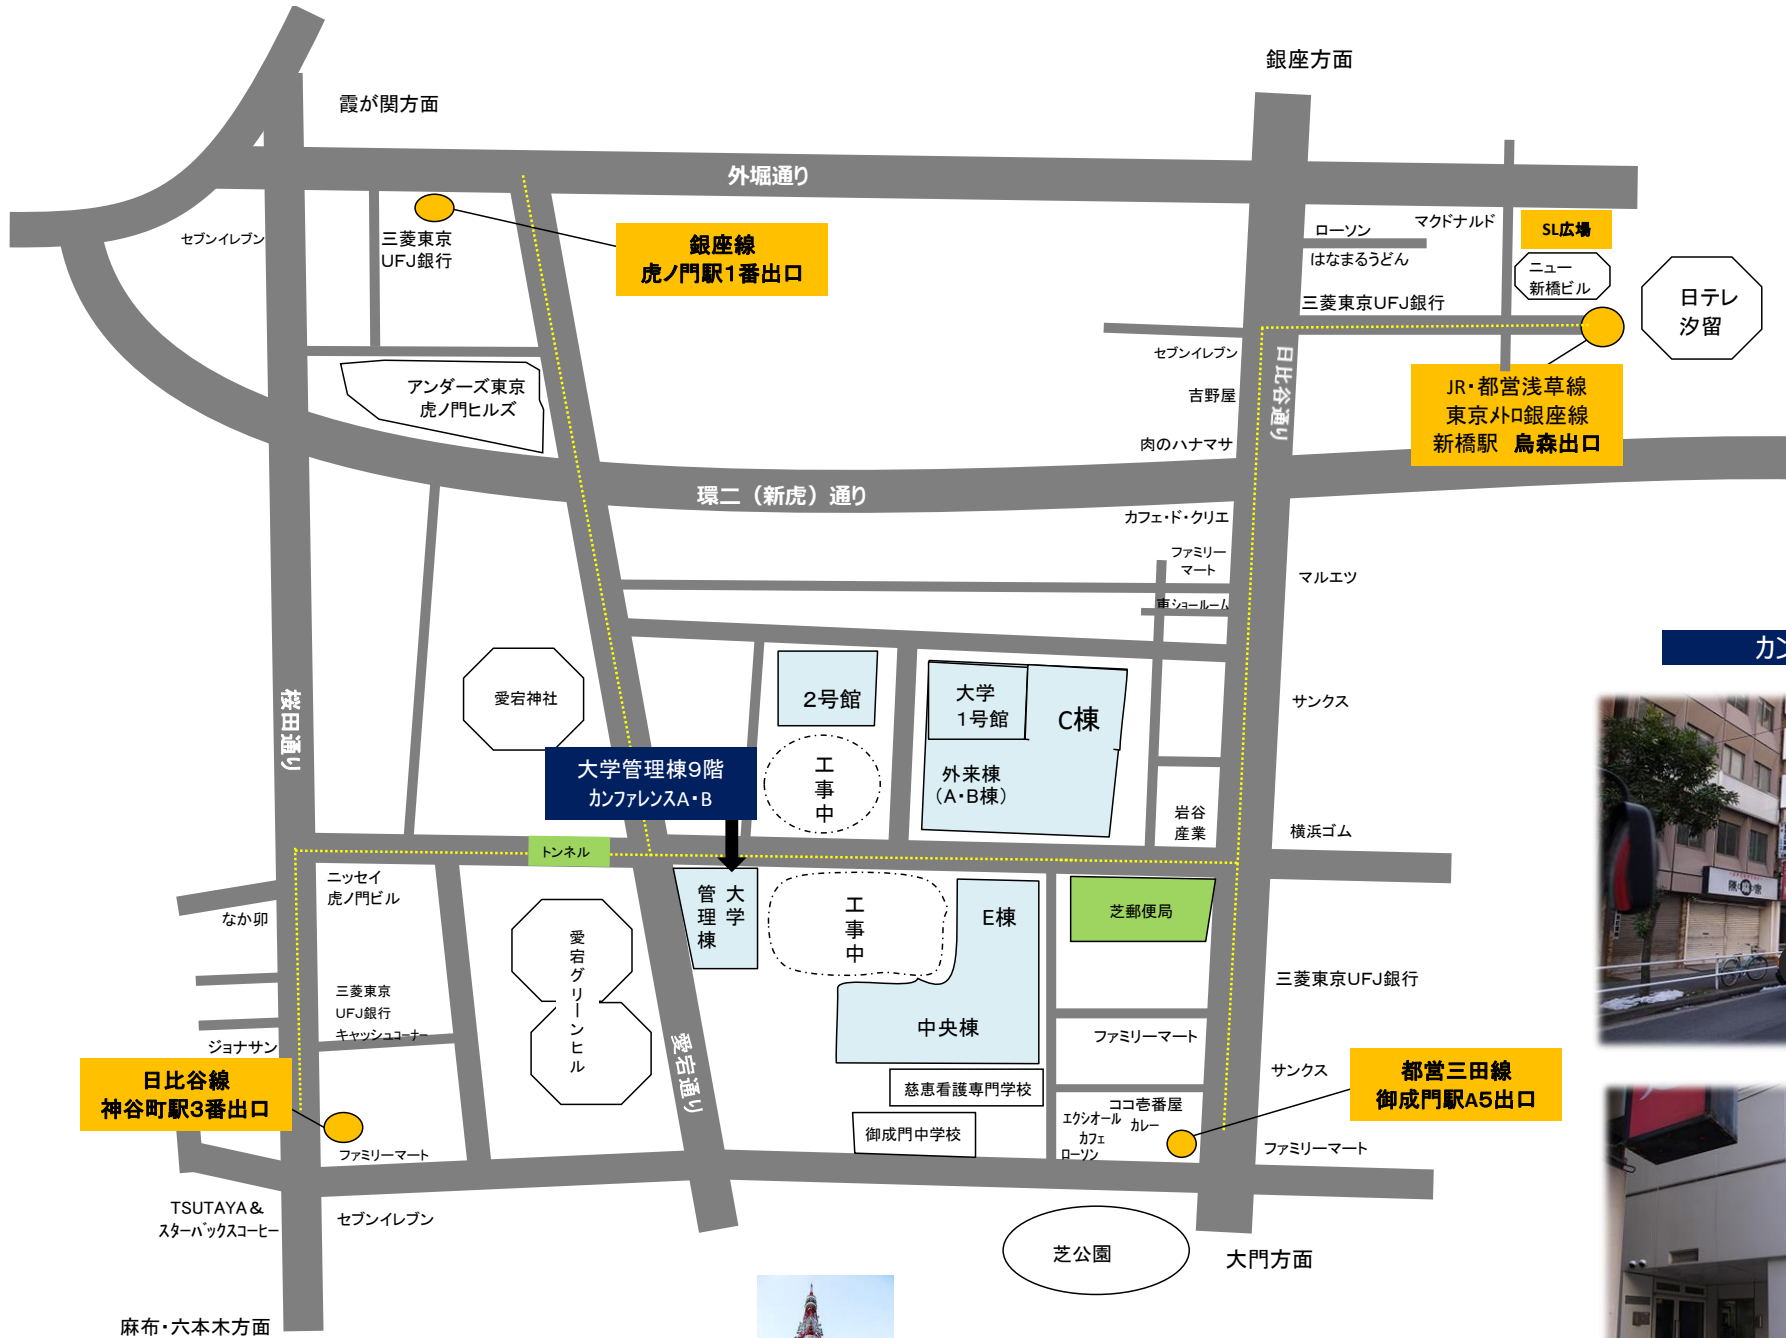 銀座方面
霞が関方面
外堀通り
セブンイレブン
三菱東京
UFJ銀行
銀座線
虎ノ門駅1番出口
ローソン
マクドナルド
SL広場
はなまるうどん
ニュー
新橋ビル
三菱東京UFJ銀行
日テレ
汐留
セブンイレブン
日比谷通り
アンダーズ東京
虎ノ門ヒルズ
吉野屋
JR・都営浅草線
東京メトロ銀座線
新橋駅 烏森出口
肉のハナマサ
環二（新虎）通り
カフェ・ド・クリエ
ファミリー
マート
マルエツ
車ショールーム
カン
桜田通り
愛宕神社
2号館
大学
1号館
C棟
サンクス
大学管理棟9階
カンファレンスA・B
工事中
外来棟
（A・B棟）
岩谷
産業
横浜ゴム
トンネル
ニッセイ
虎ノ門ビル
なか卯
大学
管理棟
工事中
E棟
芝郵便局
愛宕グリーンヒル
三菱東京
UFJ銀行
キャッシュコーナー
三菱東京UFJ銀行
中央棟
ファミリーマート
ジョナサン
愛宕通り
日比谷線
神谷町駅3番出口
慈恵看護専門学校
サンクス
都営三田線
御成門駅A5出口
ココ壱番屋
カレー
エクシオール
カフェ
ローソン
御成門中学校
ファミリーマート
ファミリーマート
TSUTAYA＆
スターバックスコーヒー
セブンイレブン
芝公園
大門方面
麻布・六本木方面